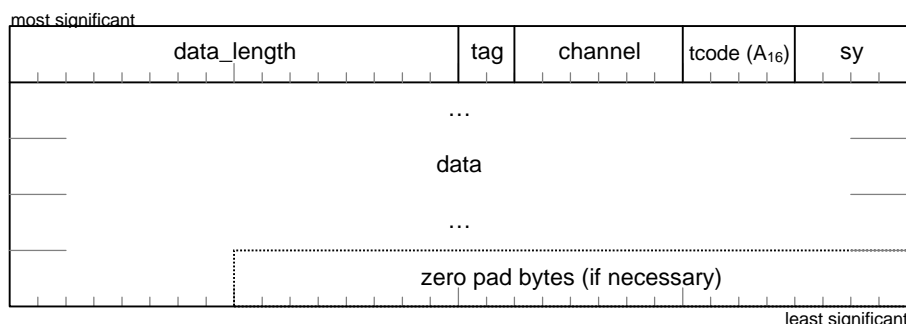 most significant
data_length tag channel tcode (A₁₆) sy
…
data
…
zero pad bytes (if necessary)
least significant